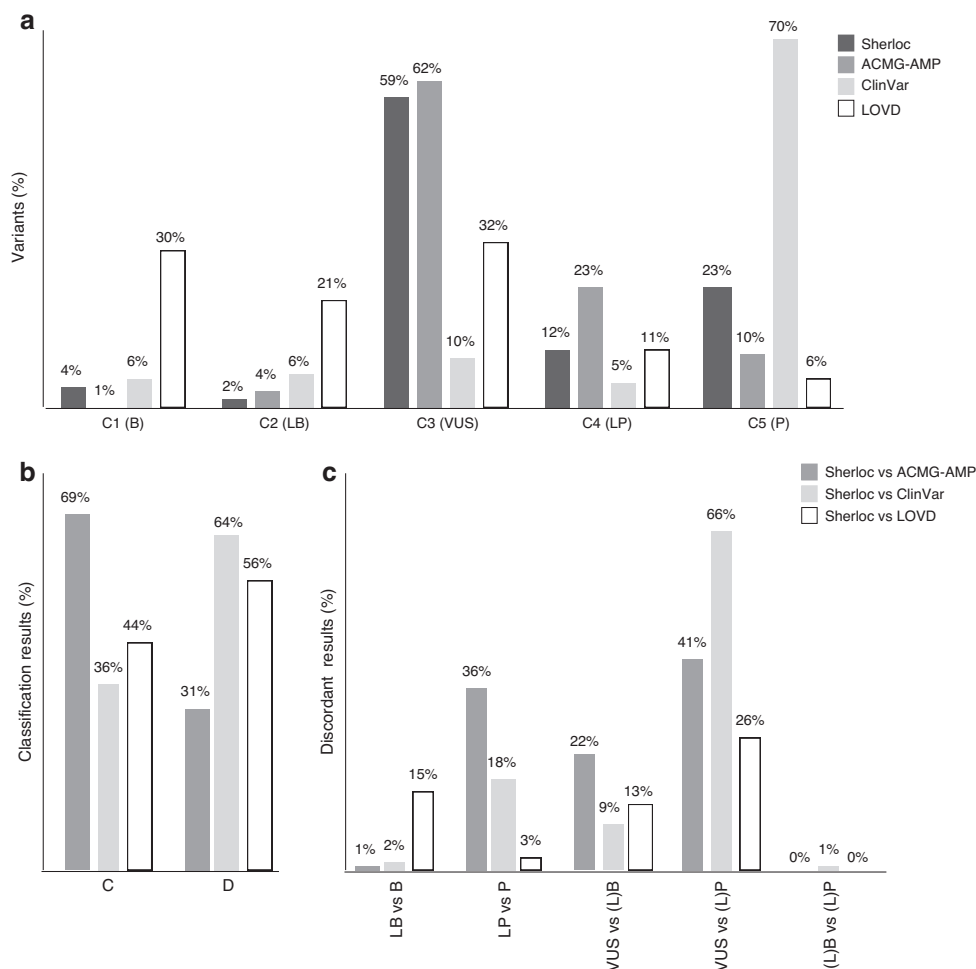 a
70%
Sherloc
ACMG-AMP
ClinVar
LOVD
59%
62%
Variants (%)
30%
32%
21%
23%
23%
4%
1%
6%
2%
4%
6%
10%
12%
5%
11%
10%
6%
C1 (B)
C2 (LB)
C3 (VUS)
C4 (LP)
C5 (P)
b
69%
64%
56%
44%
36%
31%
Classification results (%)
C
D
c
Sherloc vs ACMG-AMP
Sherloc vs ClinVar
Sherloc vs LOVD
66%
41%
36%
26%
22%
18%
15%
13%
9%
3%
1%
2%
0%
1%
0%
Discordant results (%)
LB vs B
LP vs P
VUS vs (L)B
VUS vs (L)P
(L)B vs (L)P